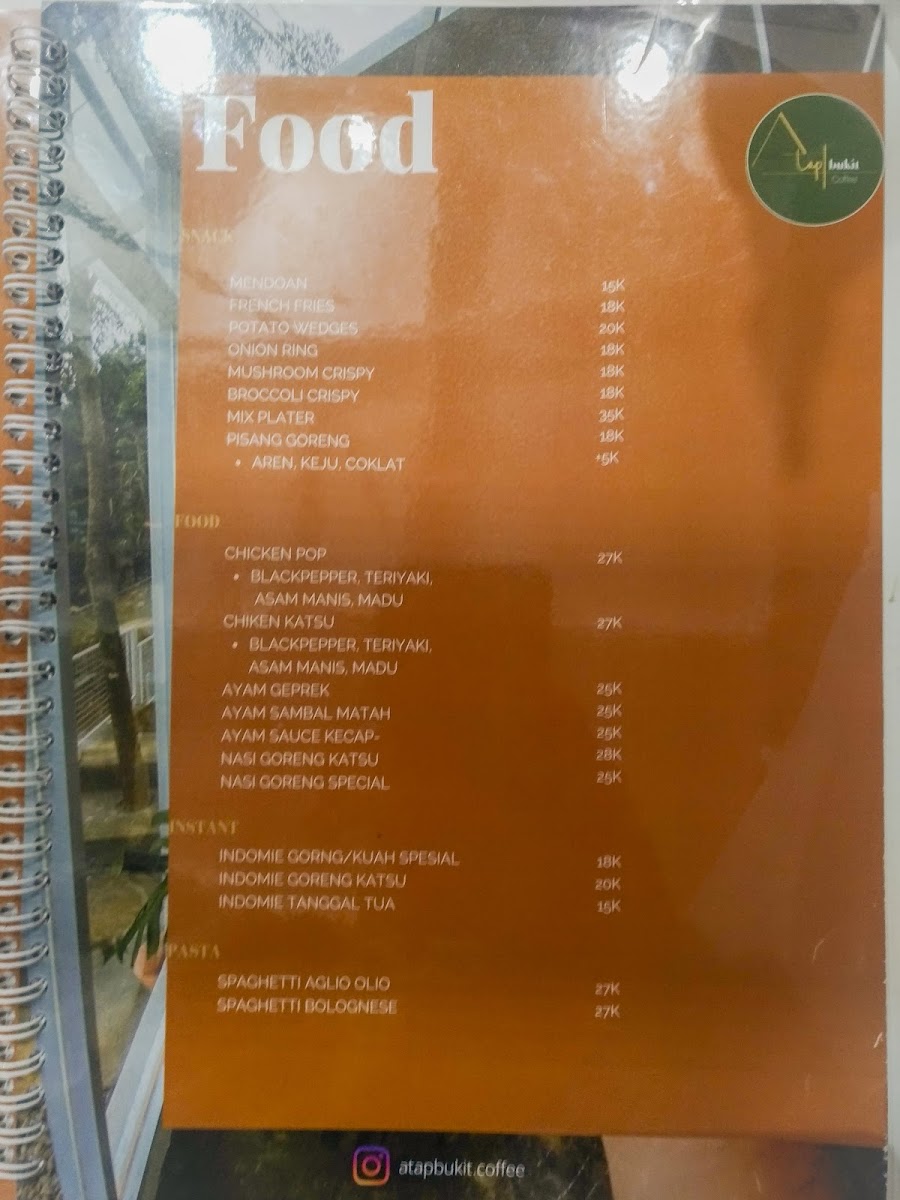 Food
Atap bukit
Coffee
SNACK
MENDOAN 15K
FRENCH FRIES 18K
POTATO WEDGES 20K
ONION RING 18K
MUSHROOM CRISPY 18K
BROCCOLI CRISPY 18K
MIX PLATER 35K
PISANG GORENG 18K
• AREN, KEJU, COKLAT +5K
FOOD
CHICKEN POP 27K
• BLACKPEPPER, TERIYAKI,
ASAM MANIS, MADU
CHIKEN KATSU 27K
• BLACKPEPPER, TERIYAKI,
ASAM MANIS, MADU
AYAM GEPREK 25K
AYAM SAMBAL MATAH 25K
AYAM SAUCE KECAP- 25K
NASI GORENG KATSU 28K
NASI GORENG SPECIAL 25K
INSTANT
INDOMIE GORNG/KUAH SPESIAL 18K
INDOMIE GORENG KATSU 20K
INDOMIE TANGGAL TUA 15K
PASTA
SPAGHETTI AGLIO OLIO 27K
SPAGHETTI BOLOGNESE 27K
atapbukit.coffee